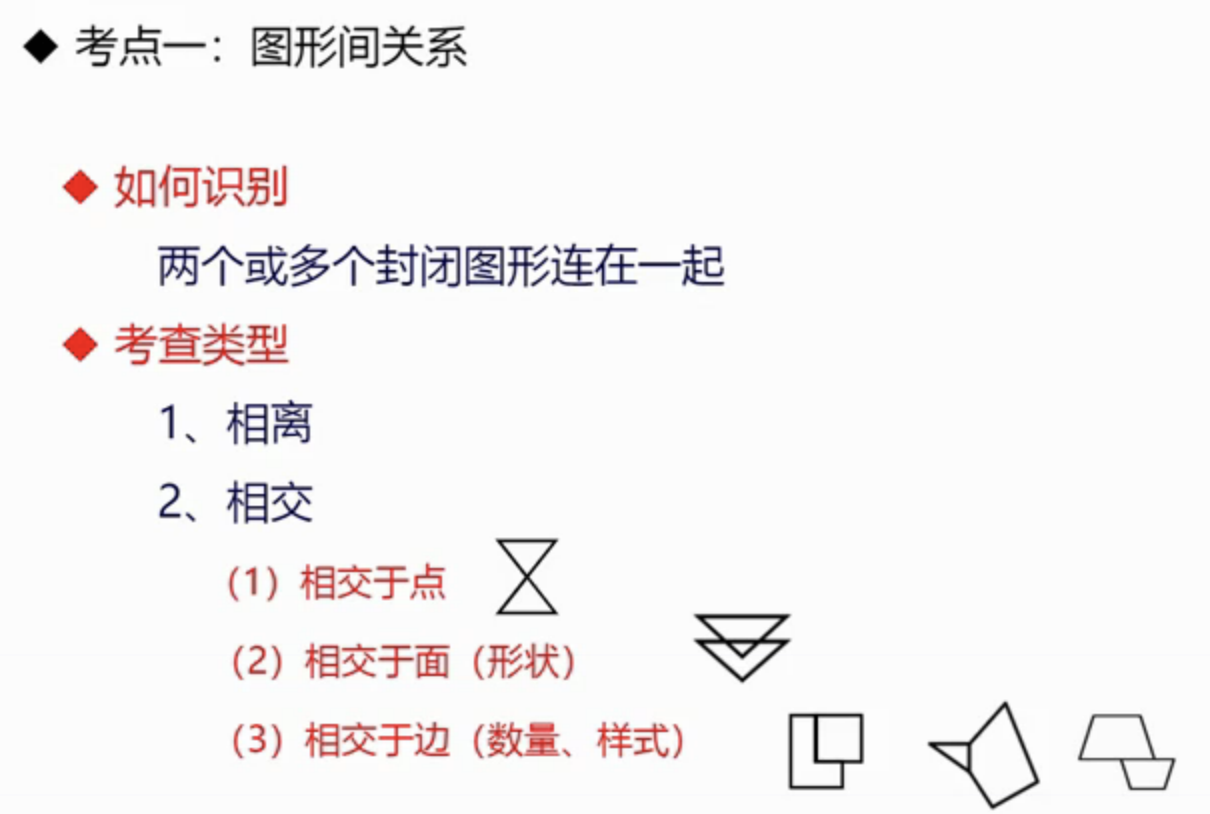 ◆ 考点一：图形间关系
◆ 如何识别
两个或多个封闭图形连在一起
◆ 考查类型
1、相离
2、相交
（1）相交于点
（2）相交于面（形状）
（3）相交于边（数量、样式）